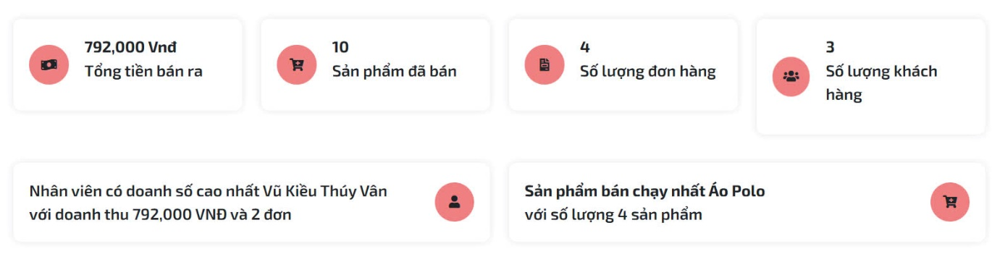 792,000 Vnđ
Tổng tiền bán ra
10
Sản phẩm đã bán
4
Số lượng đơn hàng
3
Số lượng khách
hàng
Nhân viên có doanh số cao nhất Vũ Kiều Thúy Vân
với doanh thu 792,000 VNĐ và 2 đơn
Sản phẩm bán chạy nhất Áo Polo
với số lượng 4 sản phẩm